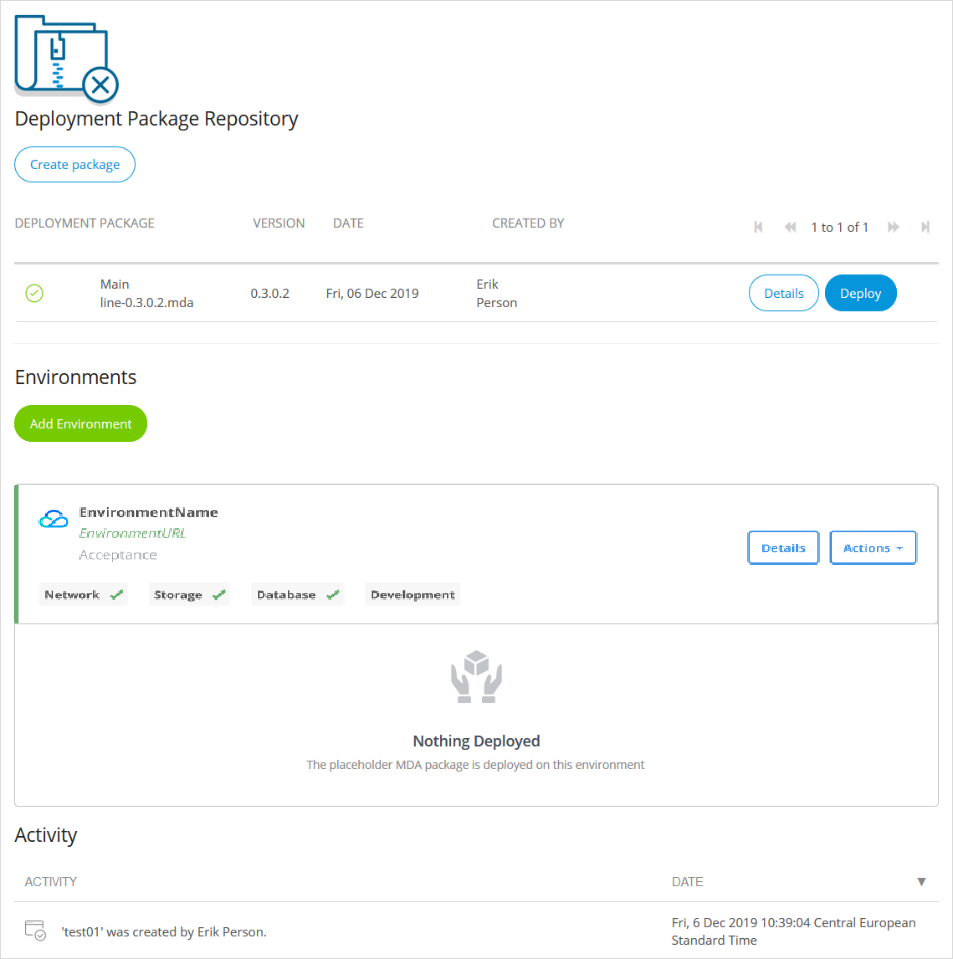 Deployment Package Repository
Create package
DEPLOYMENT PACKAGE VERSION DATE CREATED BY 1 to 1 of 1
Main
line-0.3.0.2.mda
0.3.0.2
Fri, 06 Dec 2019
Erik
Person
Details
Deploy
Environments
Add Environment
EnvironmentName
EnvironmentURL
Acceptance
Details
Actions
Network
Storage
Database
Development
Nothing Deployed
The placeholder MDA package is deployed on this environment
Activity
ACTIVITY DATE
'test01' was created by Erik Person.
Fri, 6 Dec 2019 10:39:04 Central European
Standard Time